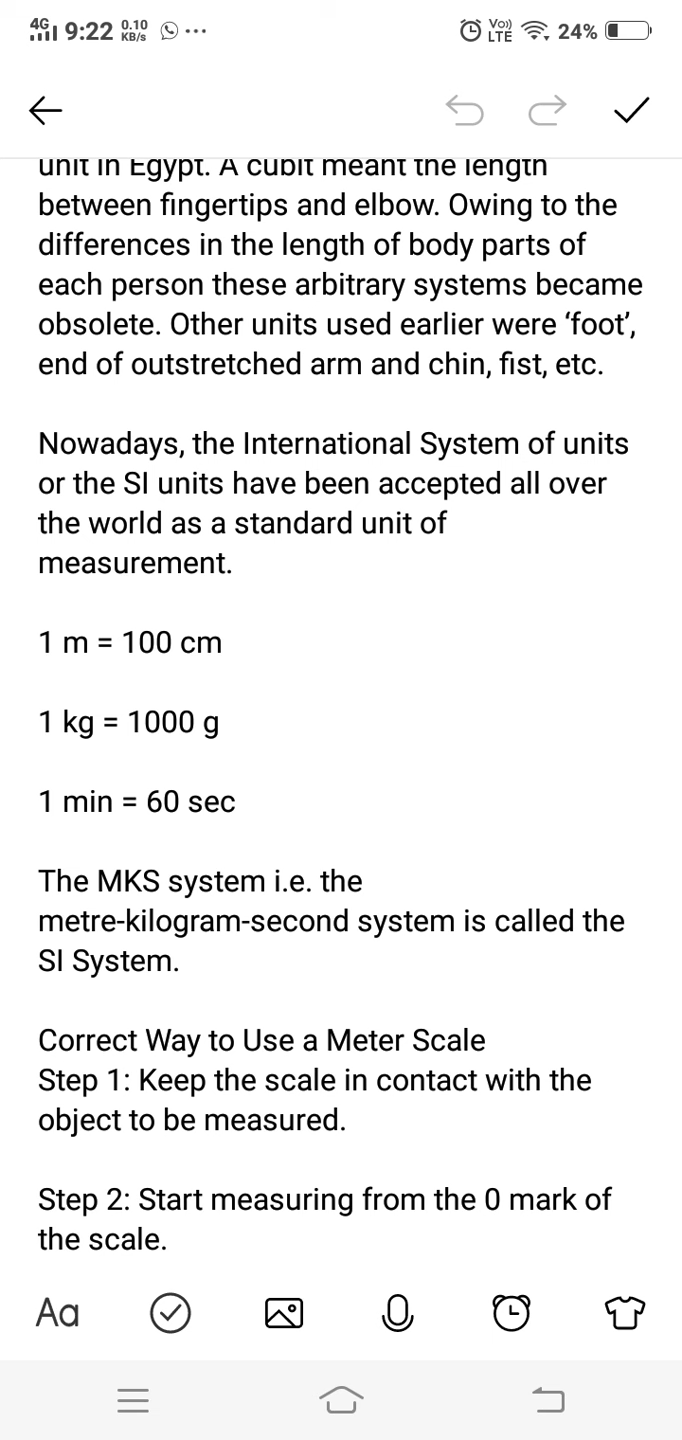 4G 9:22 0.10 KB/s ... Vo)) LTE 24%
unit in Egypt. A cubit meant the length
between fingertips and elbow. Owing to the
differences in the length of body parts of
each person these arbitrary systems became
obsolete. Other units used earlier were ‘foot’,
end of outstretched arm and chin, fist, etc.
Nowadays, the International System of units
or the SI units have been accepted all over
the world as a standard unit of
measurement.
1 m = 100 cm
1 kg = 1000 g
1 min = 60 sec
The MKS system i.e. the
metre-kilogram-second system is called the
SI System.
Correct Way to Use a Meter Scale
Step 1: Keep the scale in contact with the
object to be measured.
Step 2: Start measuring from the 0 mark of
the scale.
Aa